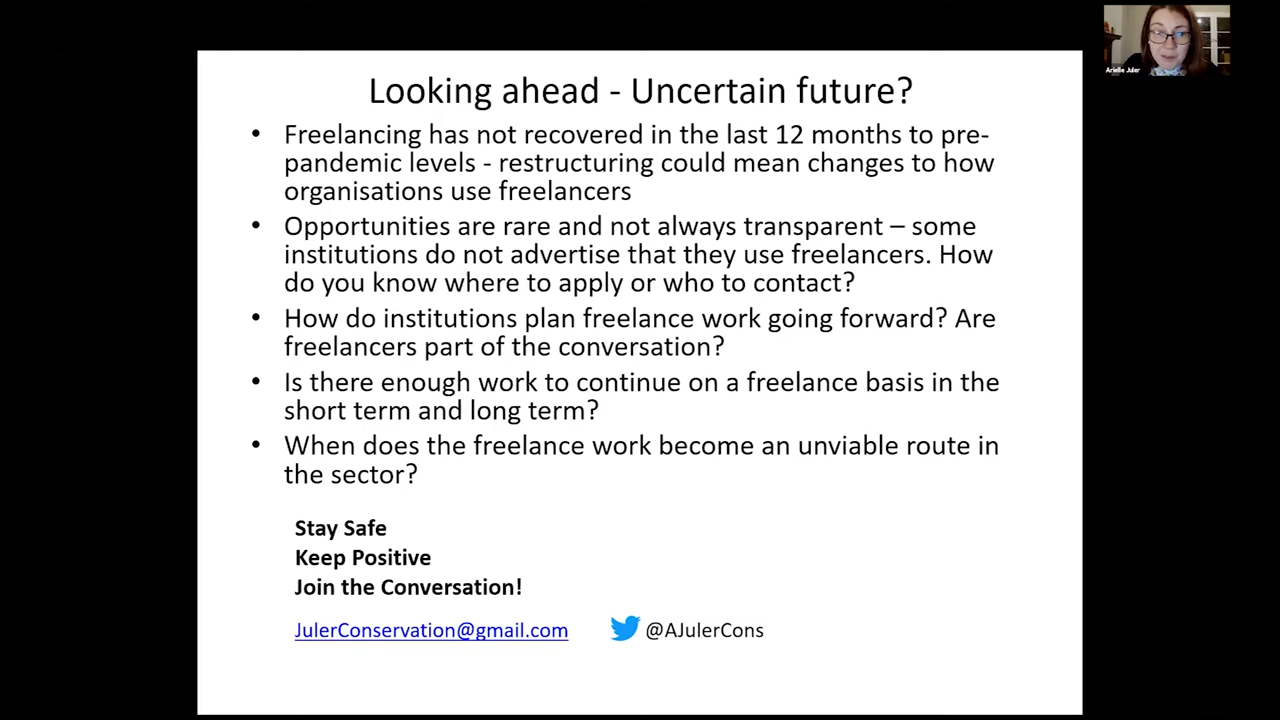 Looking ahead - Uncertain future?
• Freelancing has not recovered in the last 12 months to pre-
pandemic levels - restructuring could mean changes to how
organisations use freelancers
• Opportunities are rare and not always transparent – some
institutions do not advertise that they use freelancers. How
do you know where to apply or who to contact?
• How do institutions plan freelance work going forward? Are
freelancers part of the conversation?
• Is there enough work to continue on a freelance basis in the
short term and long term?
• When does the freelance work become an unviable route in
the sector?
Stay Safe
Keep Positive
Join the Conversation!
JulerConservation@gmail.com
@AJulerCons
Arielle Juler